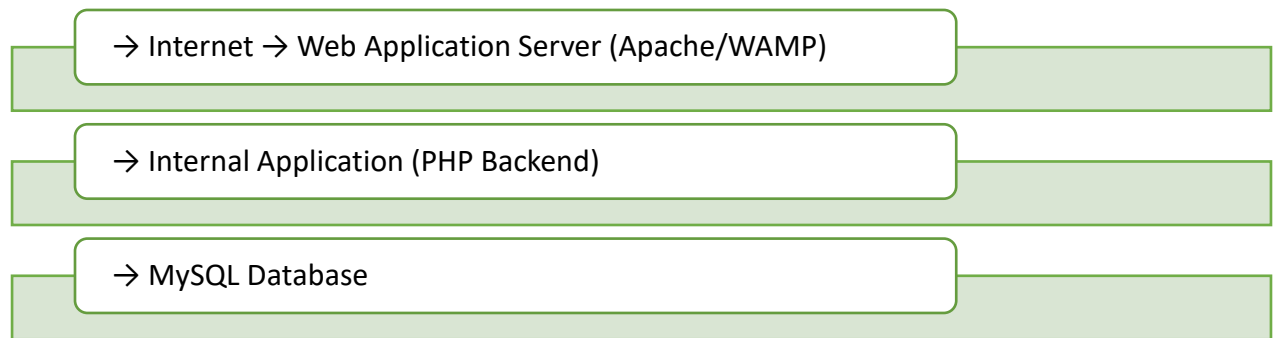 → Internet → Web Application Server (Apache/WAMP)
→ Internal Application (PHP Backend)
→ MySQL Database